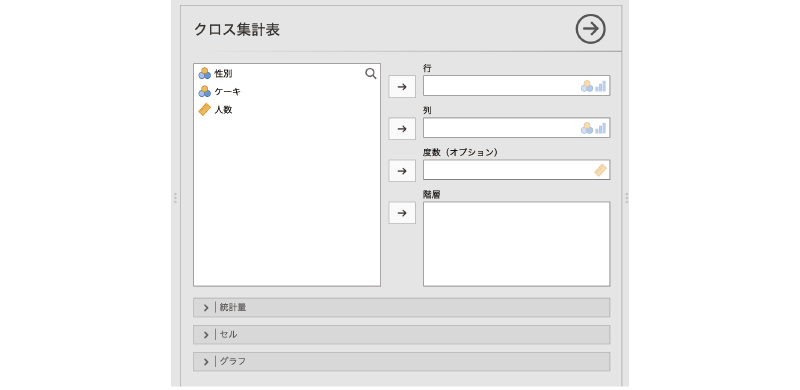 クロス集計表
性別
ケーキ
人数
行
列
度数（オプション）
階層
統計量
セル
グラフ